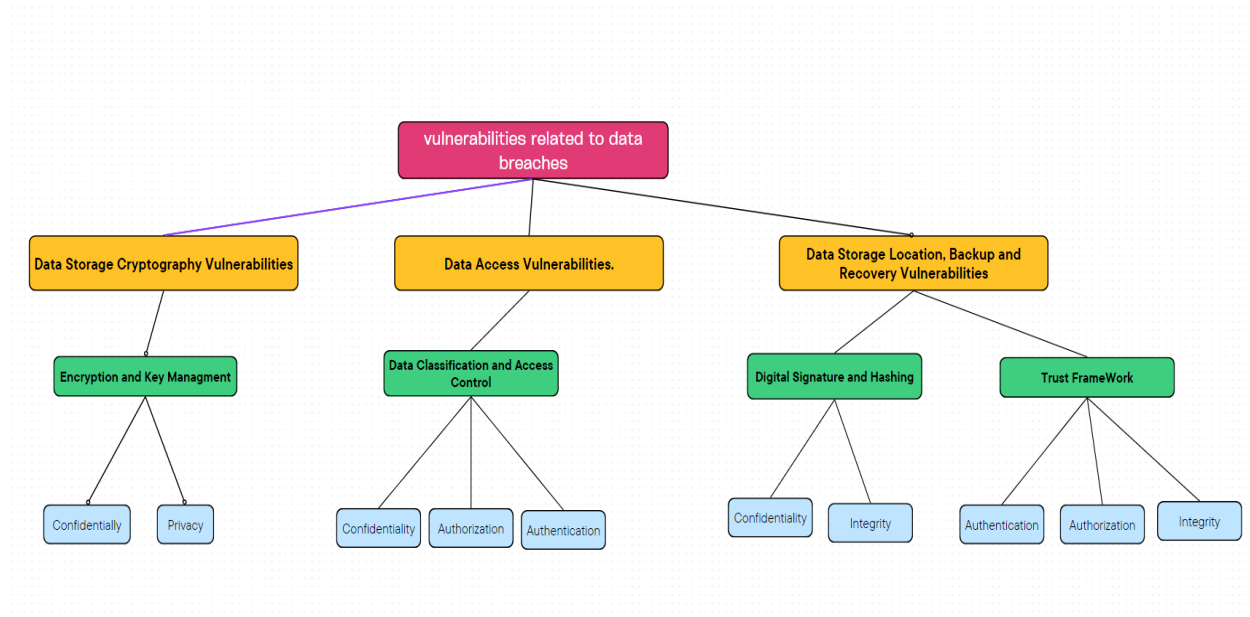 vulnerabilities related to data
breaches
Data Storage Cryptography Vulnerabilities
Data Access Vulnerabilities.
Data Storage Location, Backup and
Recovery Vulnerabilities
Encryption and Key Managment
Data Classification and Access
Control
Digital Signature and Hashing
Trust FrameWork
Confidentially
Privacy
Confidentiality
Authorization
Authentication
Confidentiality
Integrity
Authentication
Authorization
Integrity